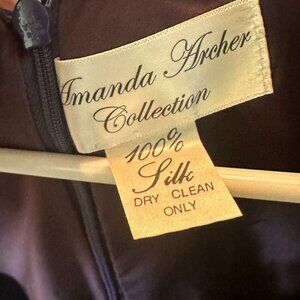 Amanda Archer
Collection
100%
Silk
DRY CLEAN
ONLY